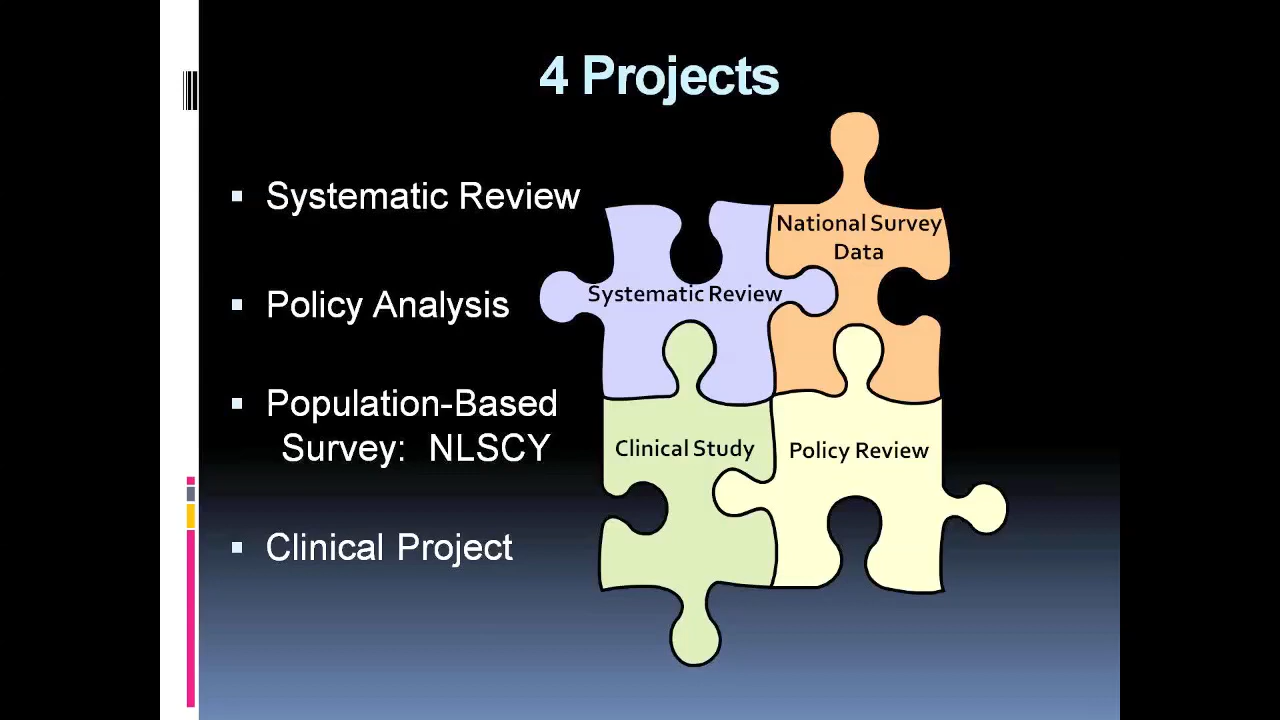 4 Projects
Systematic Review
Policy Analysis
Population-Based
Survey: NLSCY
Clinical Project
National Survey
Data
Systematic Review
Clinical Study
Policy Review